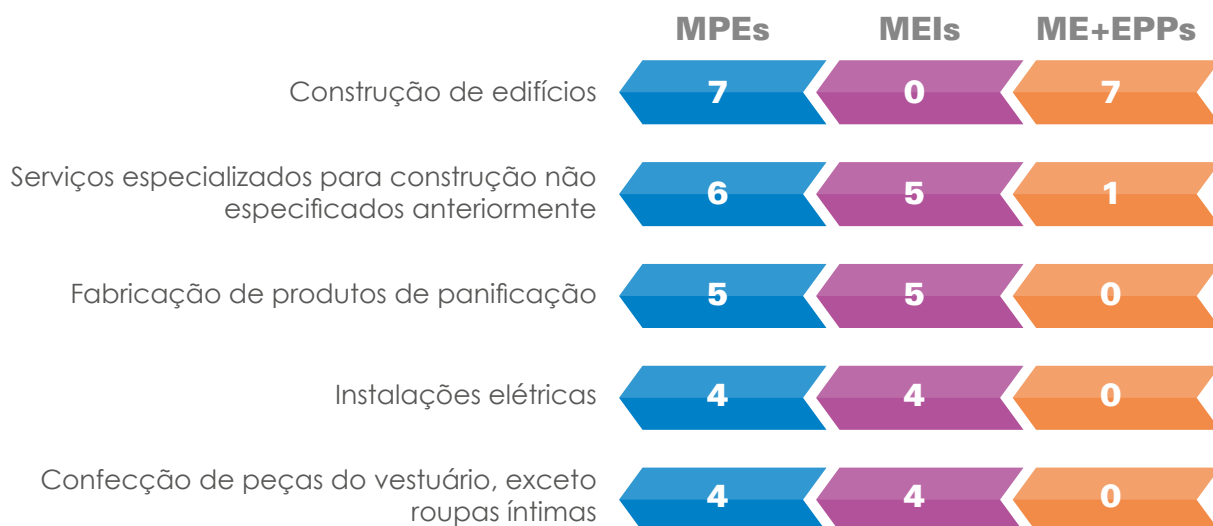 MPEs MEIs ME+EPPs
Construção de edifícios 7 0 7
Serviços especializados para construção não
especificados anteriormente 6 5 1
Fabricação de produtos de panificação 5 5 0
Instalações elétricas 4 4 0
Confecção de peças do vestuário, exceto
roupas íntimas 4 4 0